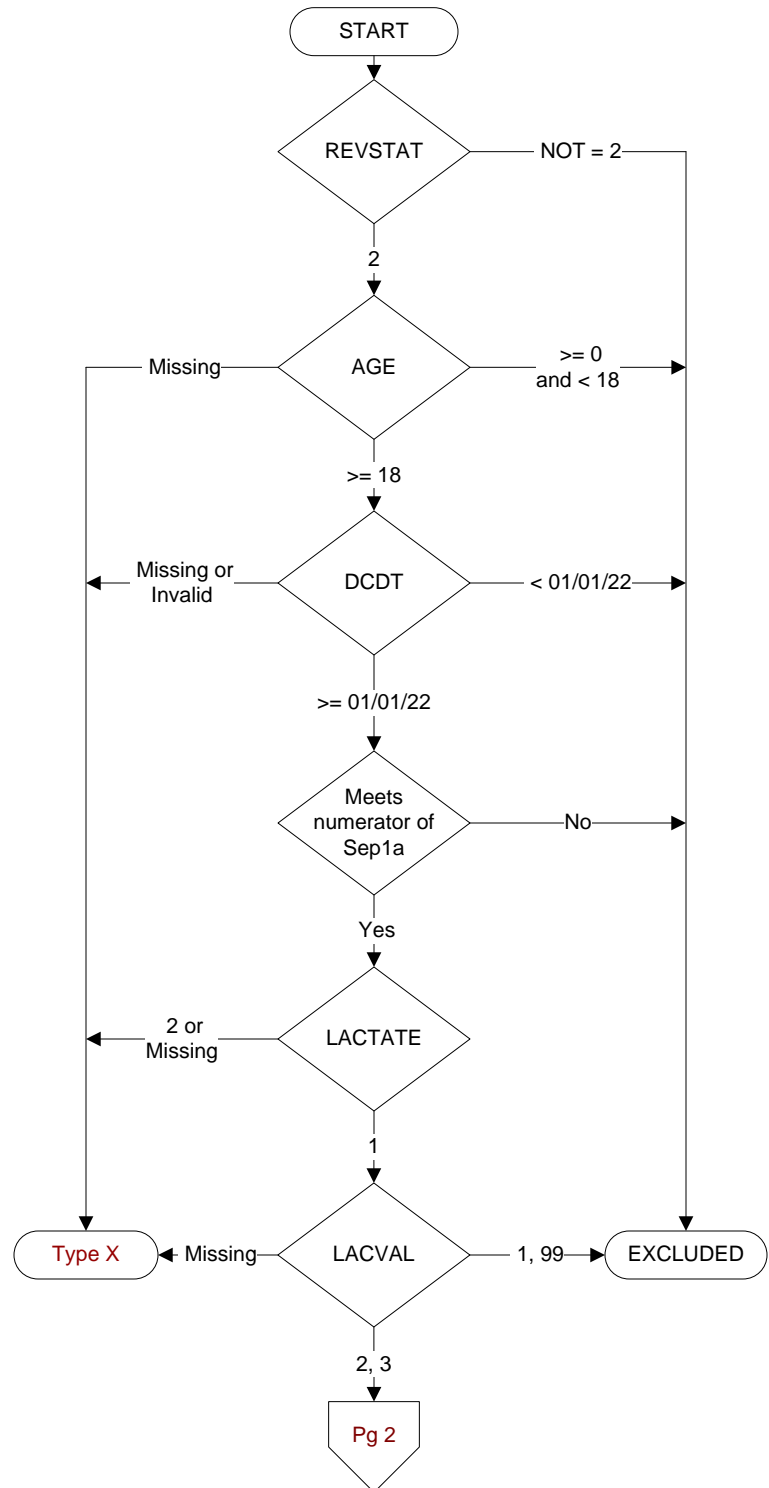 START
REVSTAT
NOT = 2
2
Missing
AGE
>= 0
and < 18
>= 18
Missing or
Invalid
DCDT
< 01/01/22
>= 01/01/22
Meets
numerator of
Sep1a
No
Yes
2 or
Missing
LACTATE
1
Type X
Missing
LACVAL
1, 99
EXCLUDED
2, 3
Pg 2